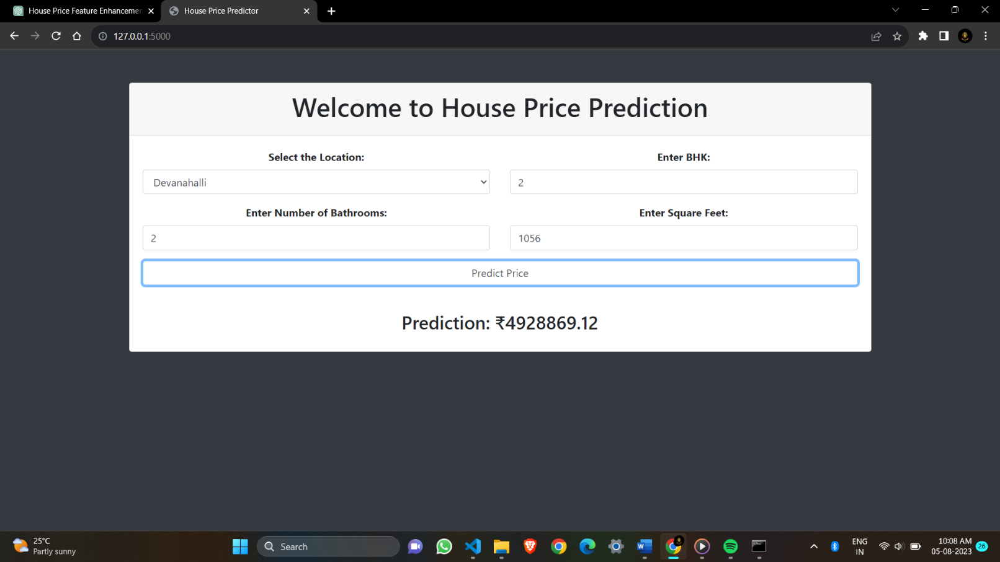 House Price Feature Enhancemen
House Price Predictor
127.0.0.1:5000
Welcome to House Price Prediction
Select the Location:
Enter BHK:
Devanahalli
2
Enter Number of Bathrooms:
Enter Square Feet:
2
1056
Predict Price
Prediction: ₹4928869.12
25°C
Partly sunny
Search
W
ENG
IN
10:08 AM
05-08-2023
26